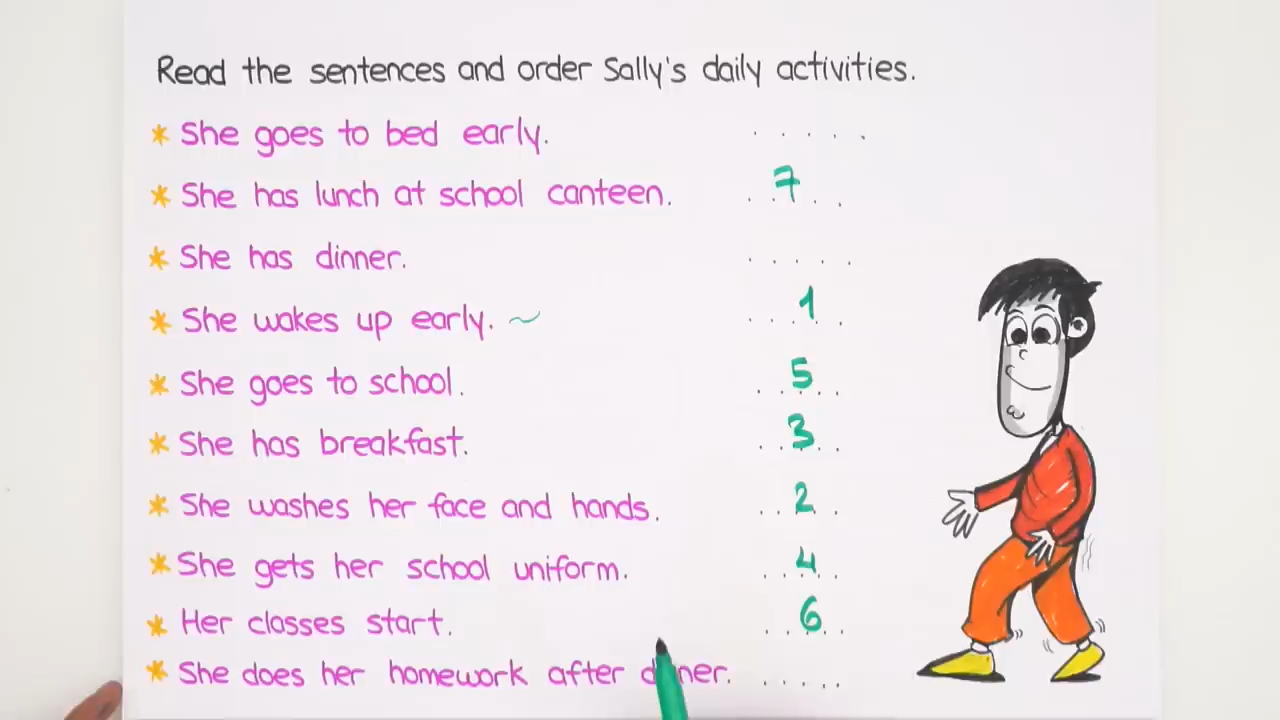 Read the sentences and order Sally's daily activities.
* She goes to bed early. .....
* She has lunch at school canteen. 7
* She has dinner. .....
* She wakes up early. ~ 1
* She goes to school. 5
* She has breakfast. 3
* She washes her face and hands. 2
* She gets her school uniform. 4
* Her classes start. 6
* She does her homework after dinner. .....